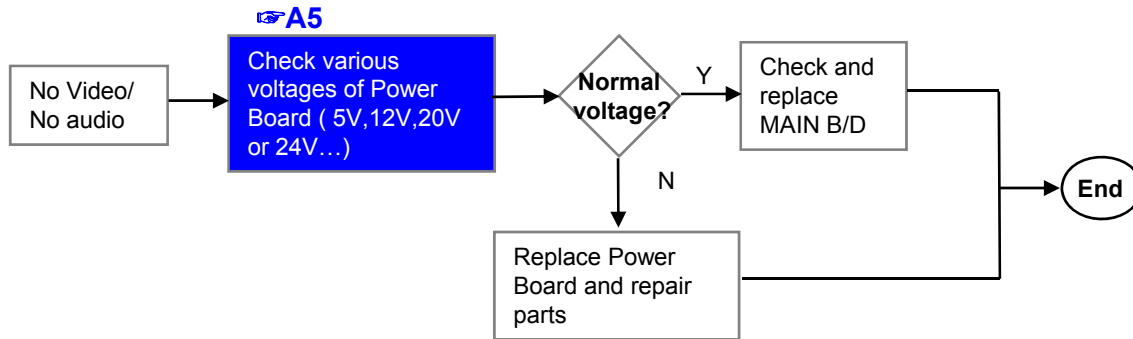 ☞A5
No Video/
No audio
Check various
voltages of Power
Board ( 5V,12V,20V
or 24V…)
Normal
voltage?
Y
Check and
replace
MAIN B/D
N
Replace Power
Board and repair
parts
End